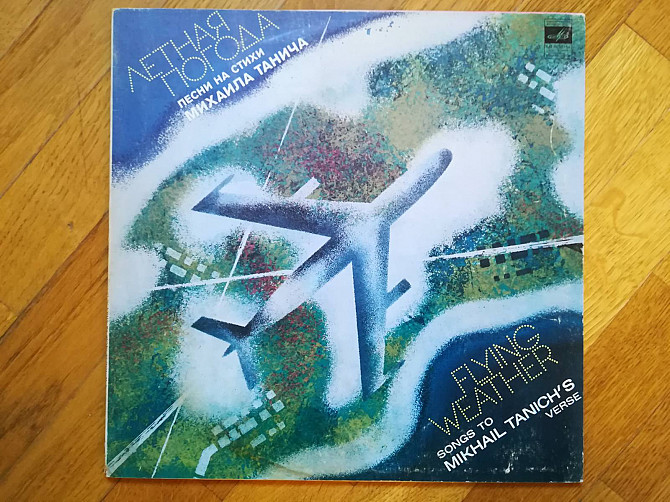 ЛЕТНАЯ
ПОГОДА
ПЕСНИ НА СТИХИ
МИХАИЛА ТАНИЧА
FLYING
WEATHER
SONGS TO
MIKHAIL TANICH'S
VERSE